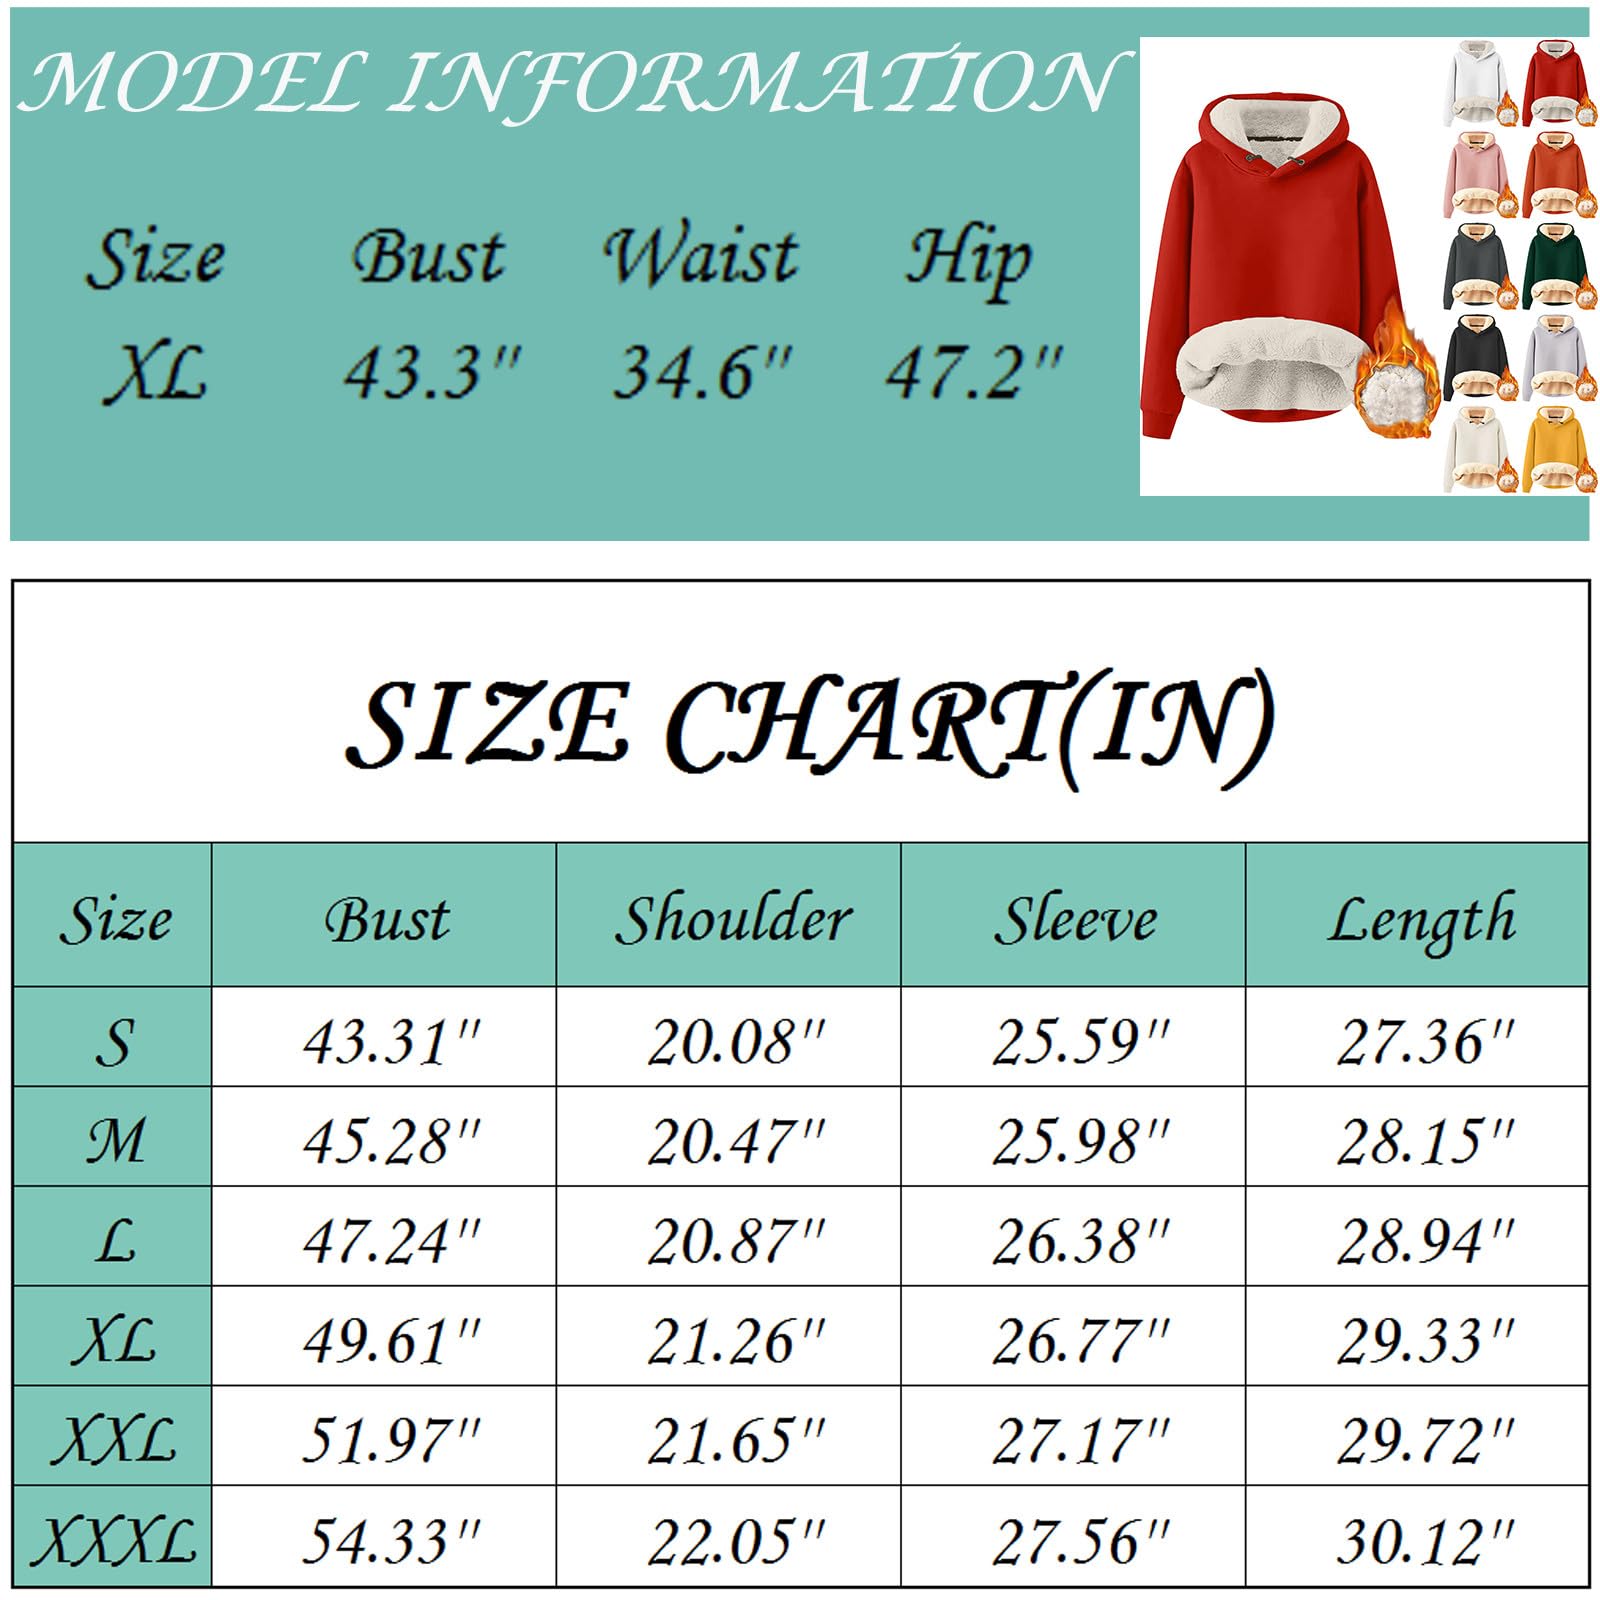 MODEL INFORMATION
Size Bust Waist Hip
XL 43.3" 34.6" 47.2"
SIZE CHART(IN)
Size Bust Shoulder Sleeve Length
S 43.31" 20.08" 25.59" 27.36"
M 45.28" 20.47" 25.98" 28.15"
L 47.24" 20.87" 26.38" 28.94"
XL 49.61" 21.26" 26.77" 29.33"
XXL 51.97" 21.65" 27.17" 29.72"
XXXL 54.33" 22.05" 27.56" 30.12"